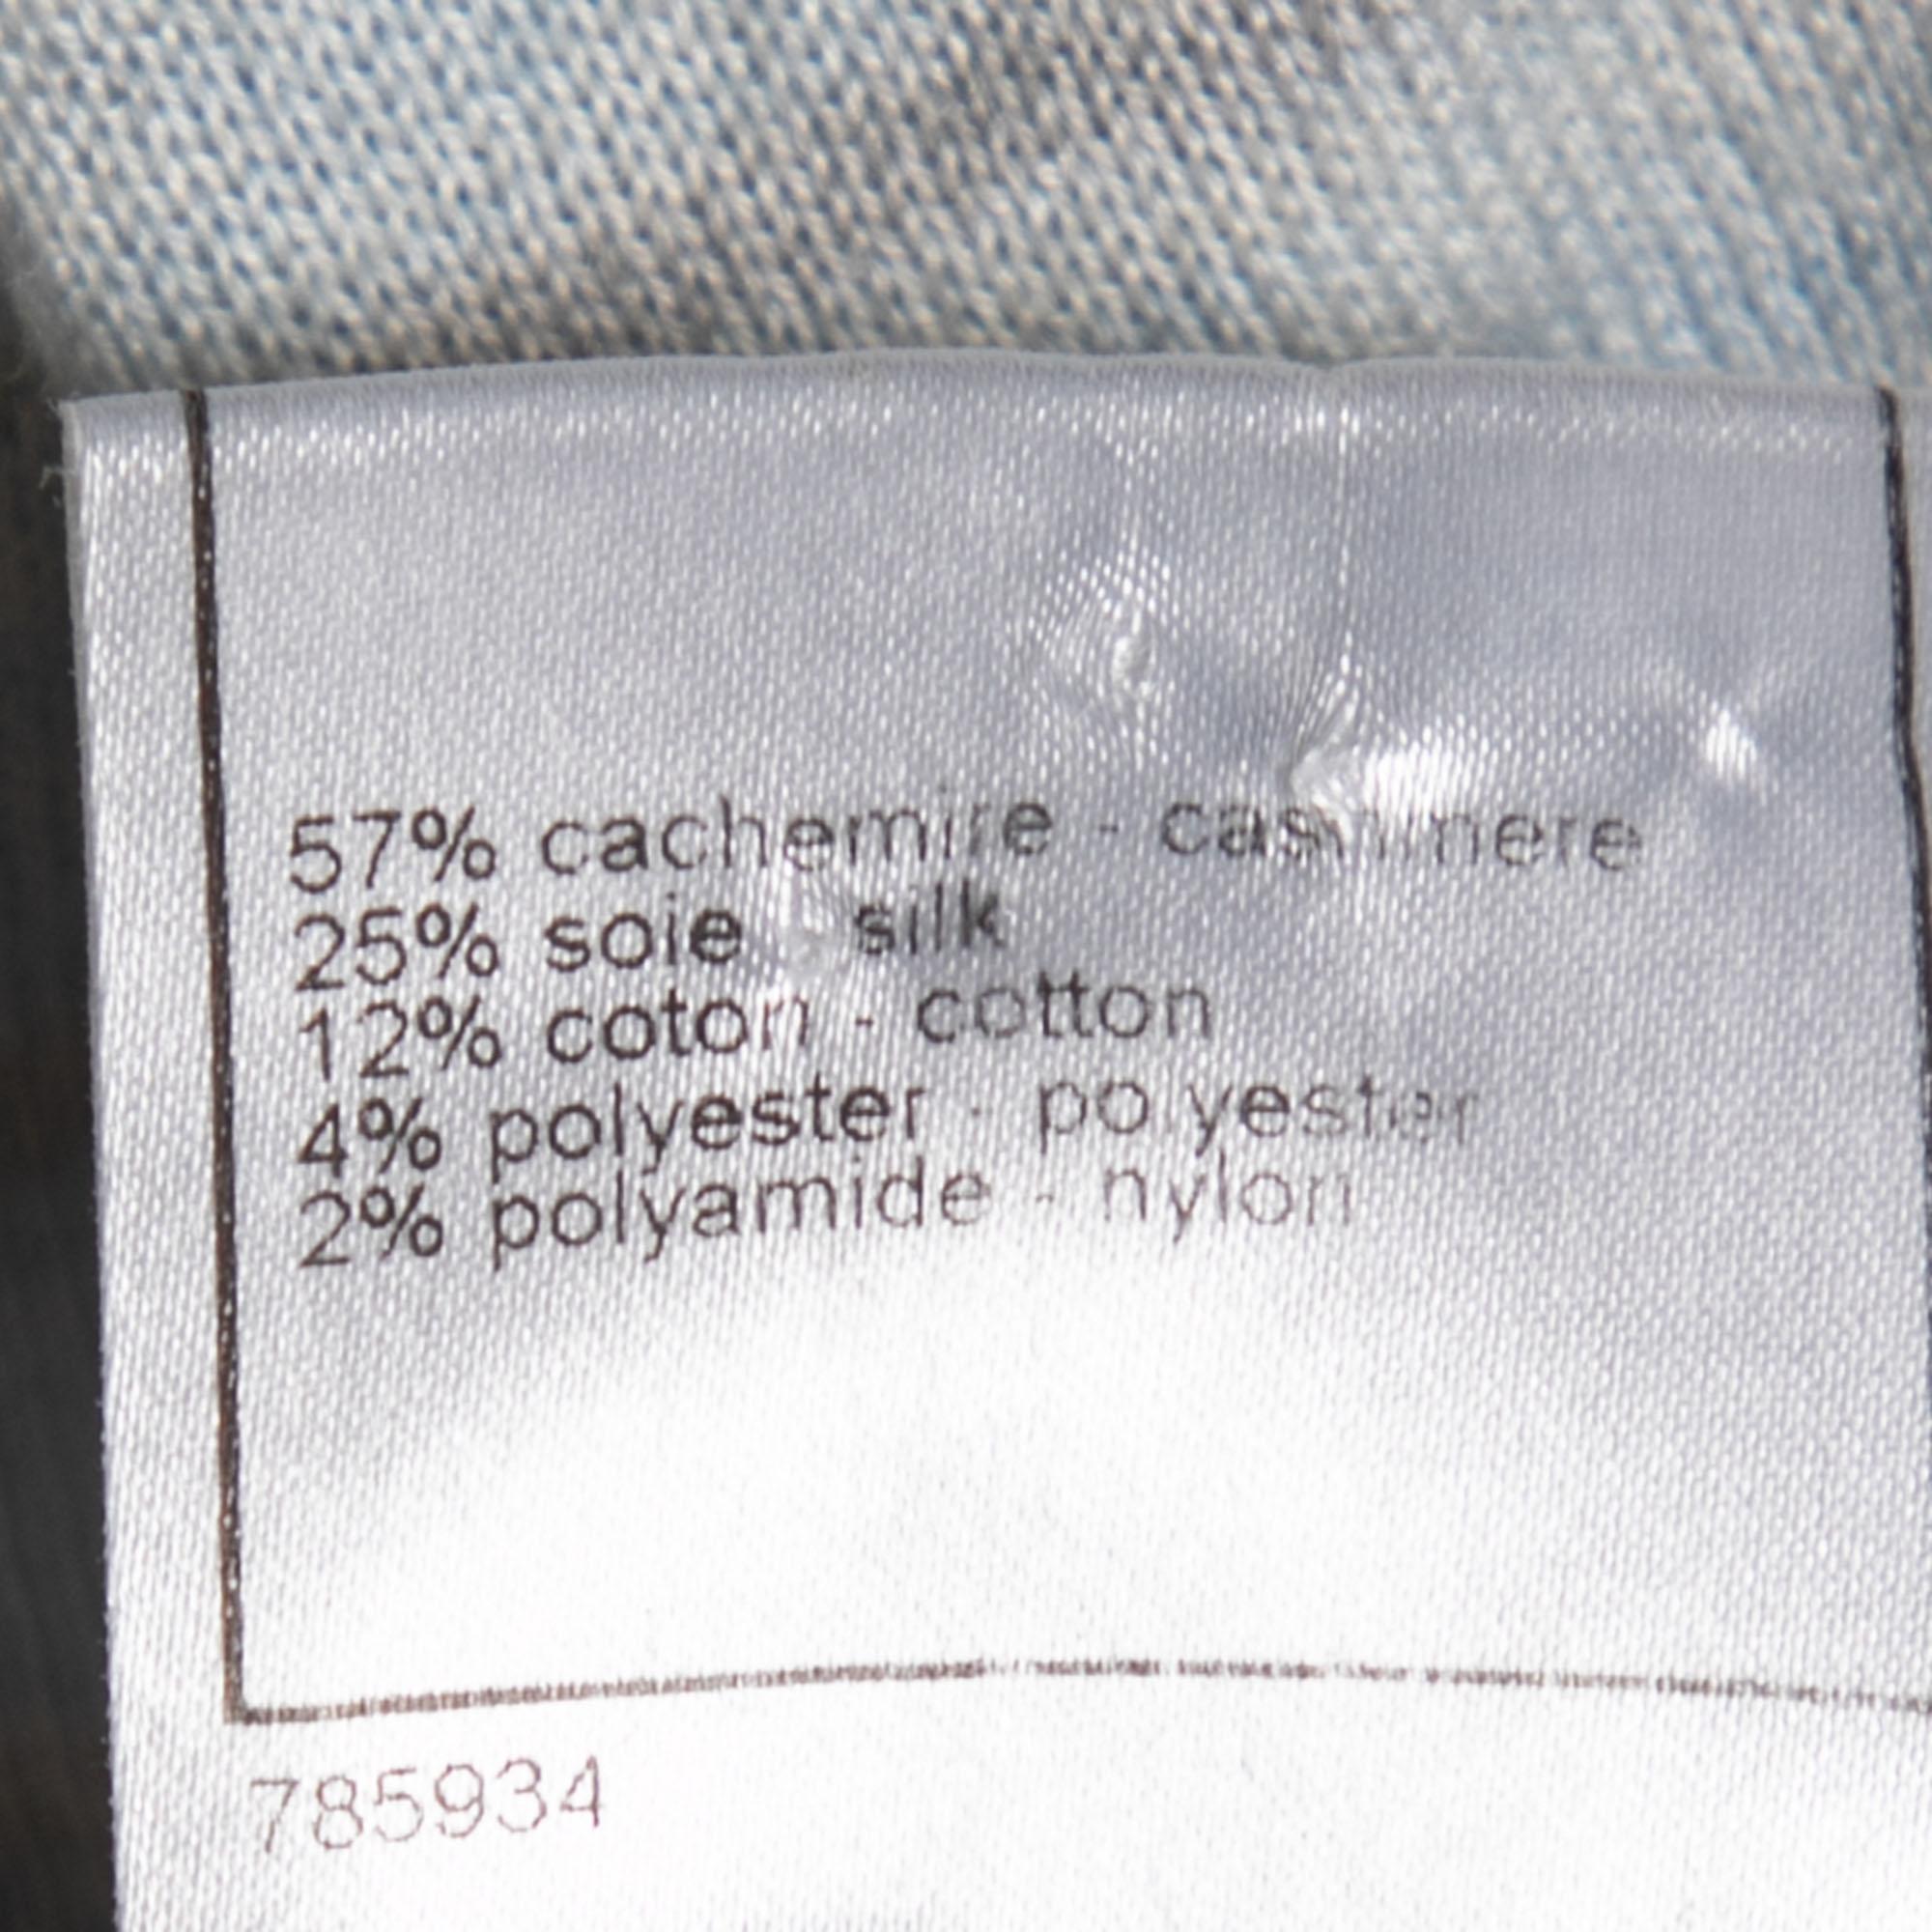 57% cachemire - cashmere
25% soie - silk
12% coton - cotton
4% polyester - polyester
2% polyamide - nylon
785934